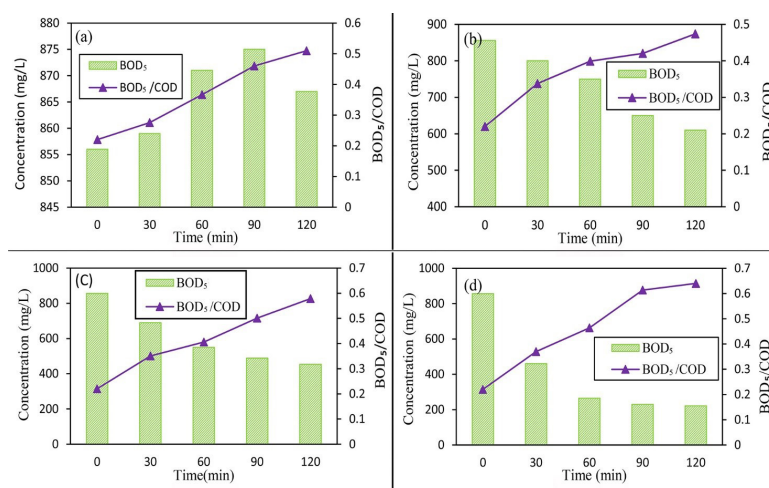 (a)
Concentration (mg/L)
880
875
870
865
860
855
850
845
BOD₅
BOD₅ /COD
0.6
0.5
0.4
0.3
0.2
0.1
0
BOD₅/COD
0 30 60 90 120
Time (min)
(b)
Concentration (mg/L)
900
800
700
600
500
400
BOD₅
BOD₅ /COD
0.5
0.4
0.3
0.2
0.1
0
BOD₅/COD
0 30 60 90 120
Time (min)
(C)
Concentration (mg/L)
1000
800
600
400
200
0
BOD₅
BOD₅ /COD
0.7
0.6
0.5
0.4
0.3
0.2
0.1
0
BOD₅/COD
0 30 60 90 120
Time(min)
(d)
Concentration (mg/L)
1000
800
600
400
200
0
BOD₅
BOD₅ /COD
0.7
0.6
0.5
0.4
0.3
0.2
0.1
0
BOD₅/COD
0 30 60 90 120
Time (min)